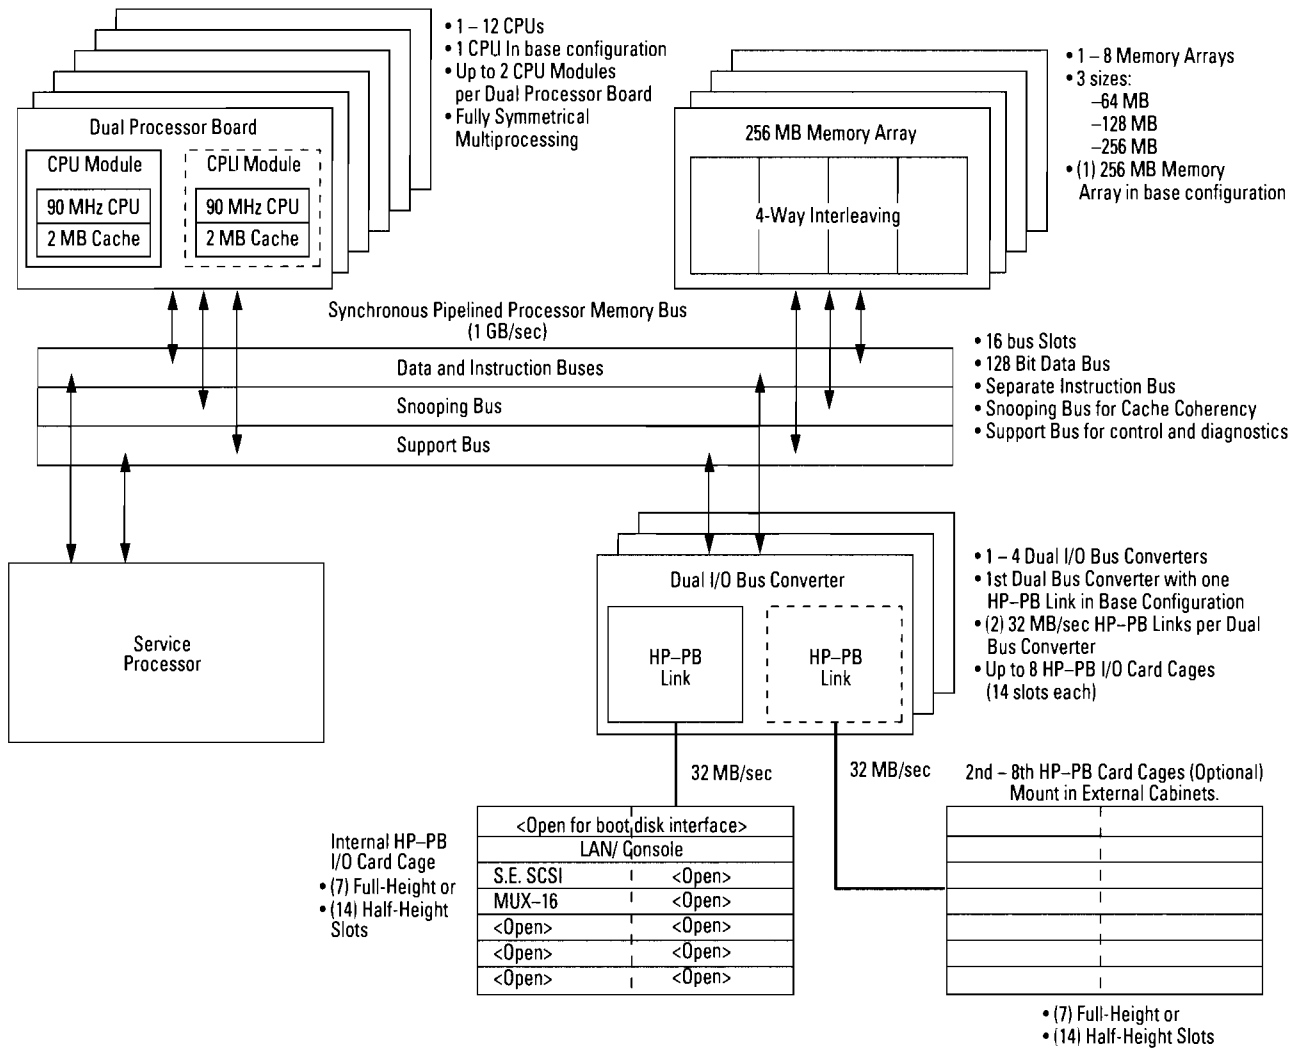 • 1 – 12 CPUs
• 1 CPU In base configuration
• Up to 2 CPU Modules
per Dual Processor Board
• Fully Symmetrical
Multiprocessing
Dual Processor Board
CPU Module
90 MHz CPU
2 MB Cache
CPU Module
90 MHz CPU
2 MB Cache
256 MB Memory Array
4-Way Interleaving
• 1 – 8 Memory Arrays
• 3 sizes:
–64 MB
–128 MB
–256 MB
• (1) 256 MB Memory
Array in base configuration
Synchronous Pipelined Processor Memory Bus
(1 GB/sec)
Data and Instruction Buses
Snooping Bus
Support Bus
• 16 bus Slots
• 128 Bit Data Bus
• Separate Instruction Bus
• Snooping Bus for Cache Coherency
• Support Bus for control and diagnostics
Service
Processor
Dual I/O Bus Converter
HP–PB
Link
HP–PB
Link
• 1 – 4 Dual I/O Bus Converters
• 1st Dual Bus Converter with one
HP–PB Link in Base Configuration
• (2) 32 MB/sec HP–PB Links per Dual
Bus Converter
• Up to 8 HP–PB I/O Card Cages
(14 slots each)
32 MB/sec
32 MB/sec
Internal HP–PB
I/O Card Cage
• (7) Full-Height or
• (14) Half-Height
Slots
<Open for boot disk interface>
LAN/ Console
S.E. SCSI <Open>
MUX–16 <Open>
<Open> <Open>
<Open> <Open>
<Open> <Open>
2nd – 8th HP–PB Card Cages (Optional)
Mount in External Cabinets.
• (7) Full-Height or
• (14) Half-Height Slots